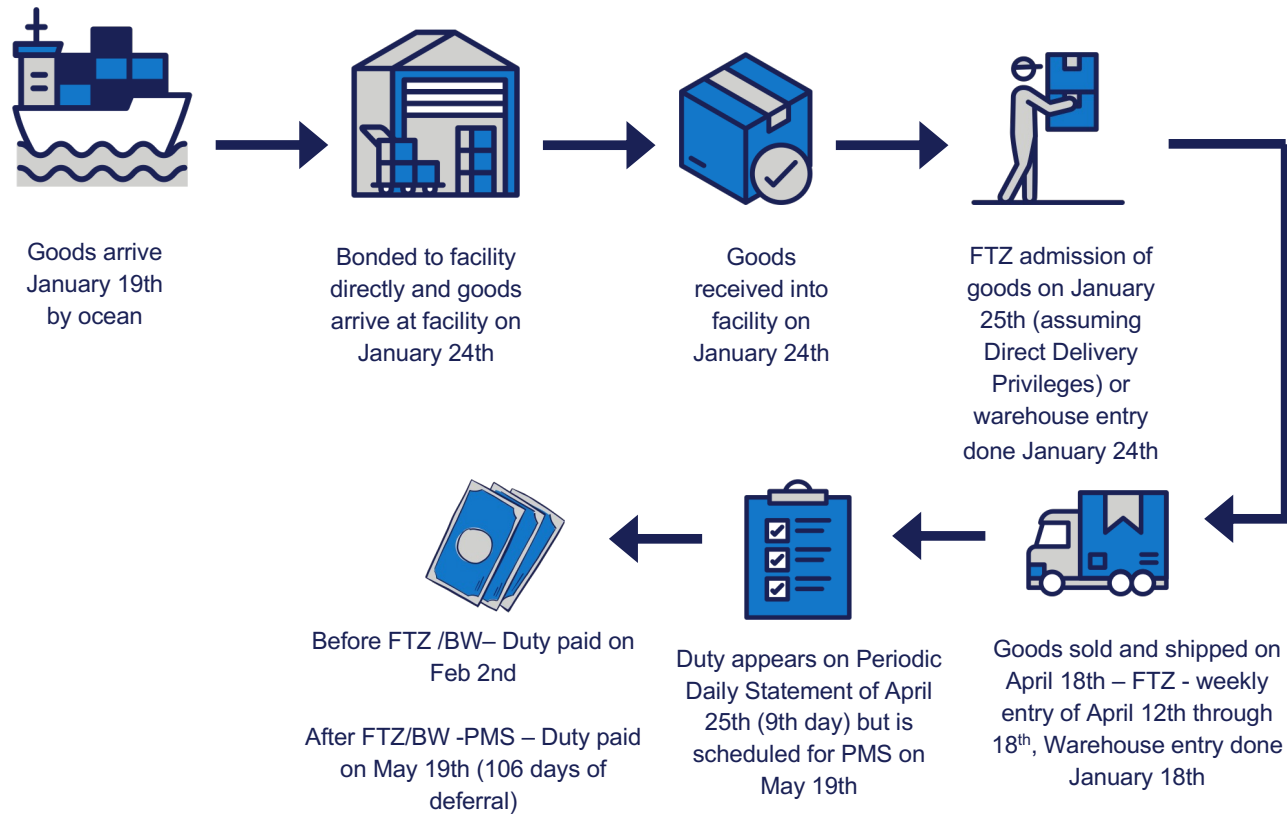 Goods arrive
January 19th
by ocean
Bonded to facility
directly and goods
arrive at facility on
January 24th
Goods
received into
facility on
January 24th
FTZ admission of
goods on January
25th (assuming
Direct Delivery
Privileges) or
warehouse entry
done January 24th
Goods sold and shipped on
April 18th – FTZ - weekly
entry of April 12th through
18th, Warehouse entry done
January 18th
Duty appears on Periodic
Daily Statement of April
25th (9th day) but is
scheduled for PMS on
May 19th
Before FTZ /BW– Duty paid on
Feb 2nd
After FTZ/BW -PMS – Duty paid
on May 19th (106 days of
deferral)